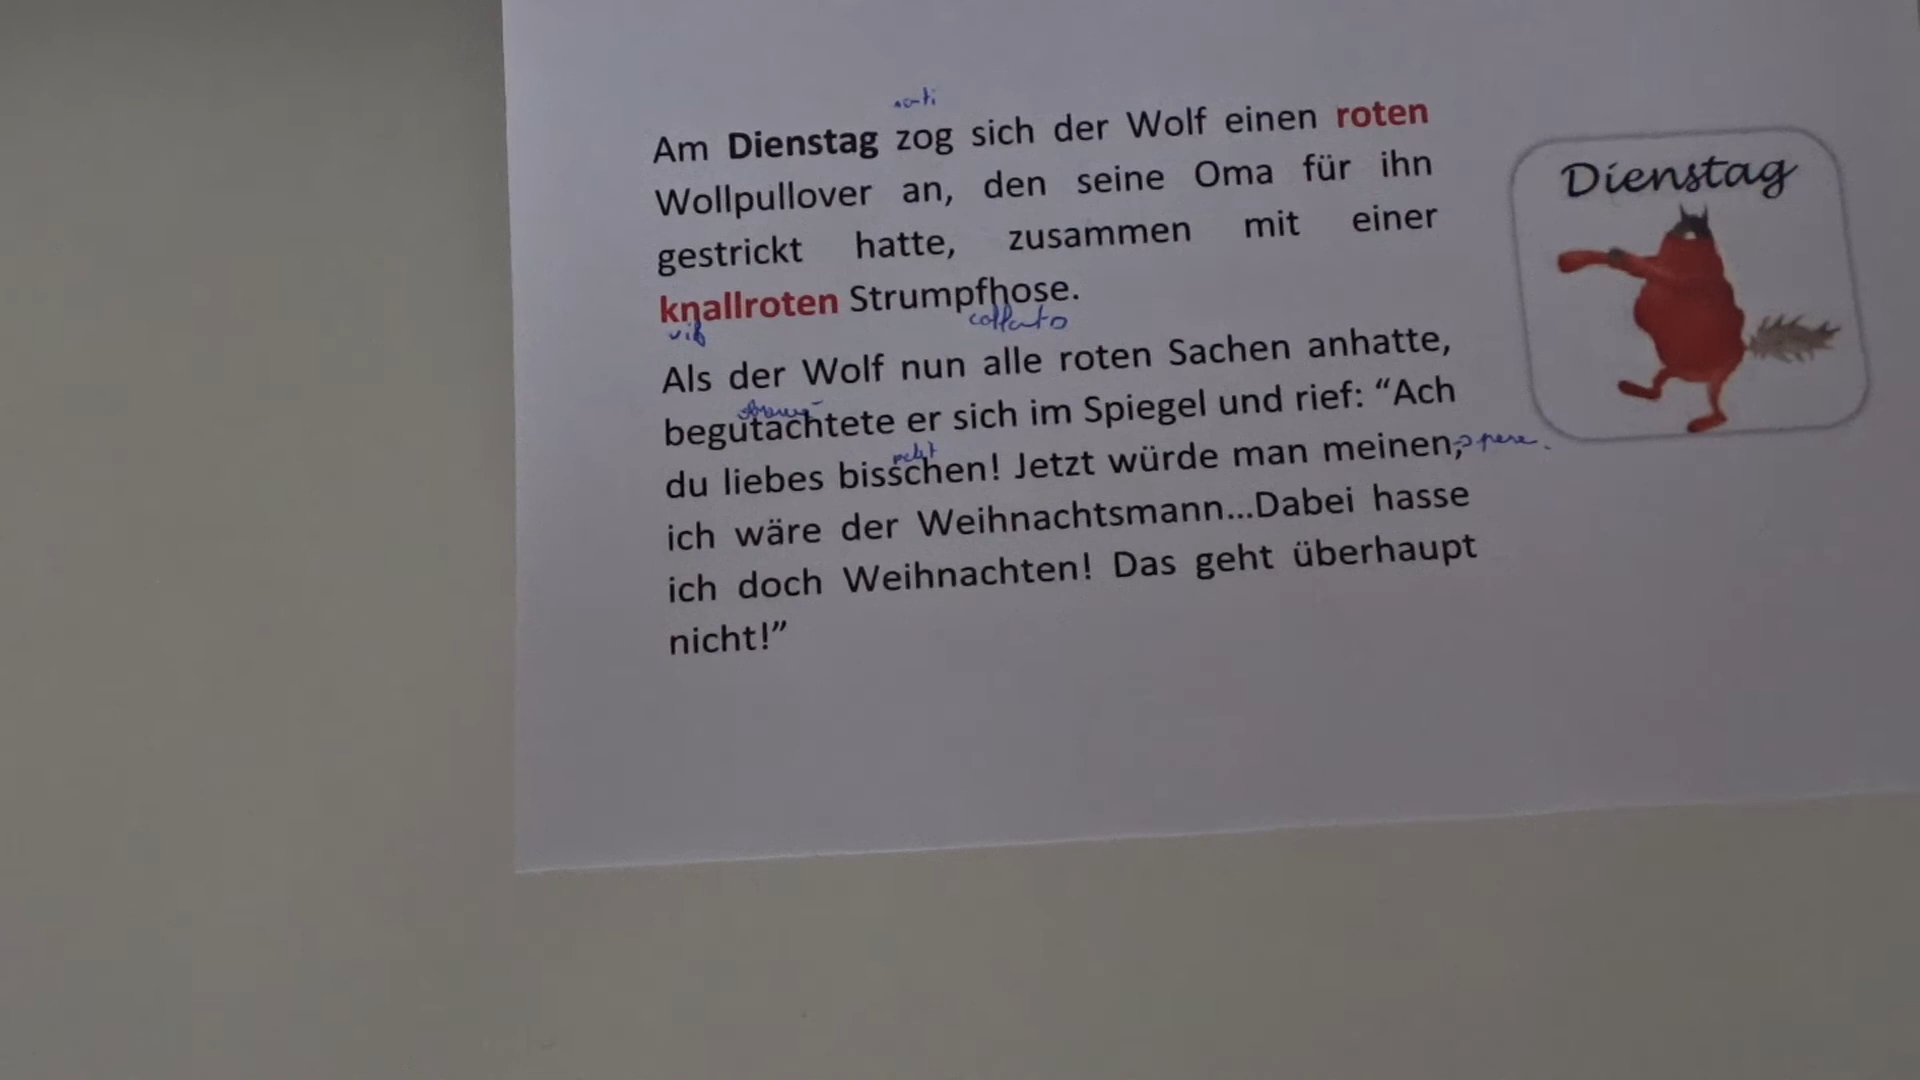 Am Dienstag zog sich der Wolf einen roten
Wollpullover an, den seine Oma für ihn
gestrickt hatte, zusammen mit einer
knallroten Strumpfhose.
vif
Als der Wolf nun alle roten Sachen anhatte,
begutachtete er sich im Spiegel und rief: “Ach
du liebes bisschen! Jetzt würde man meinen,
ich wäre der Weihnachtsmann...Dabei hasse
ich doch Weihnachten! Das geht überhaupt
nicht!”
Dienstag